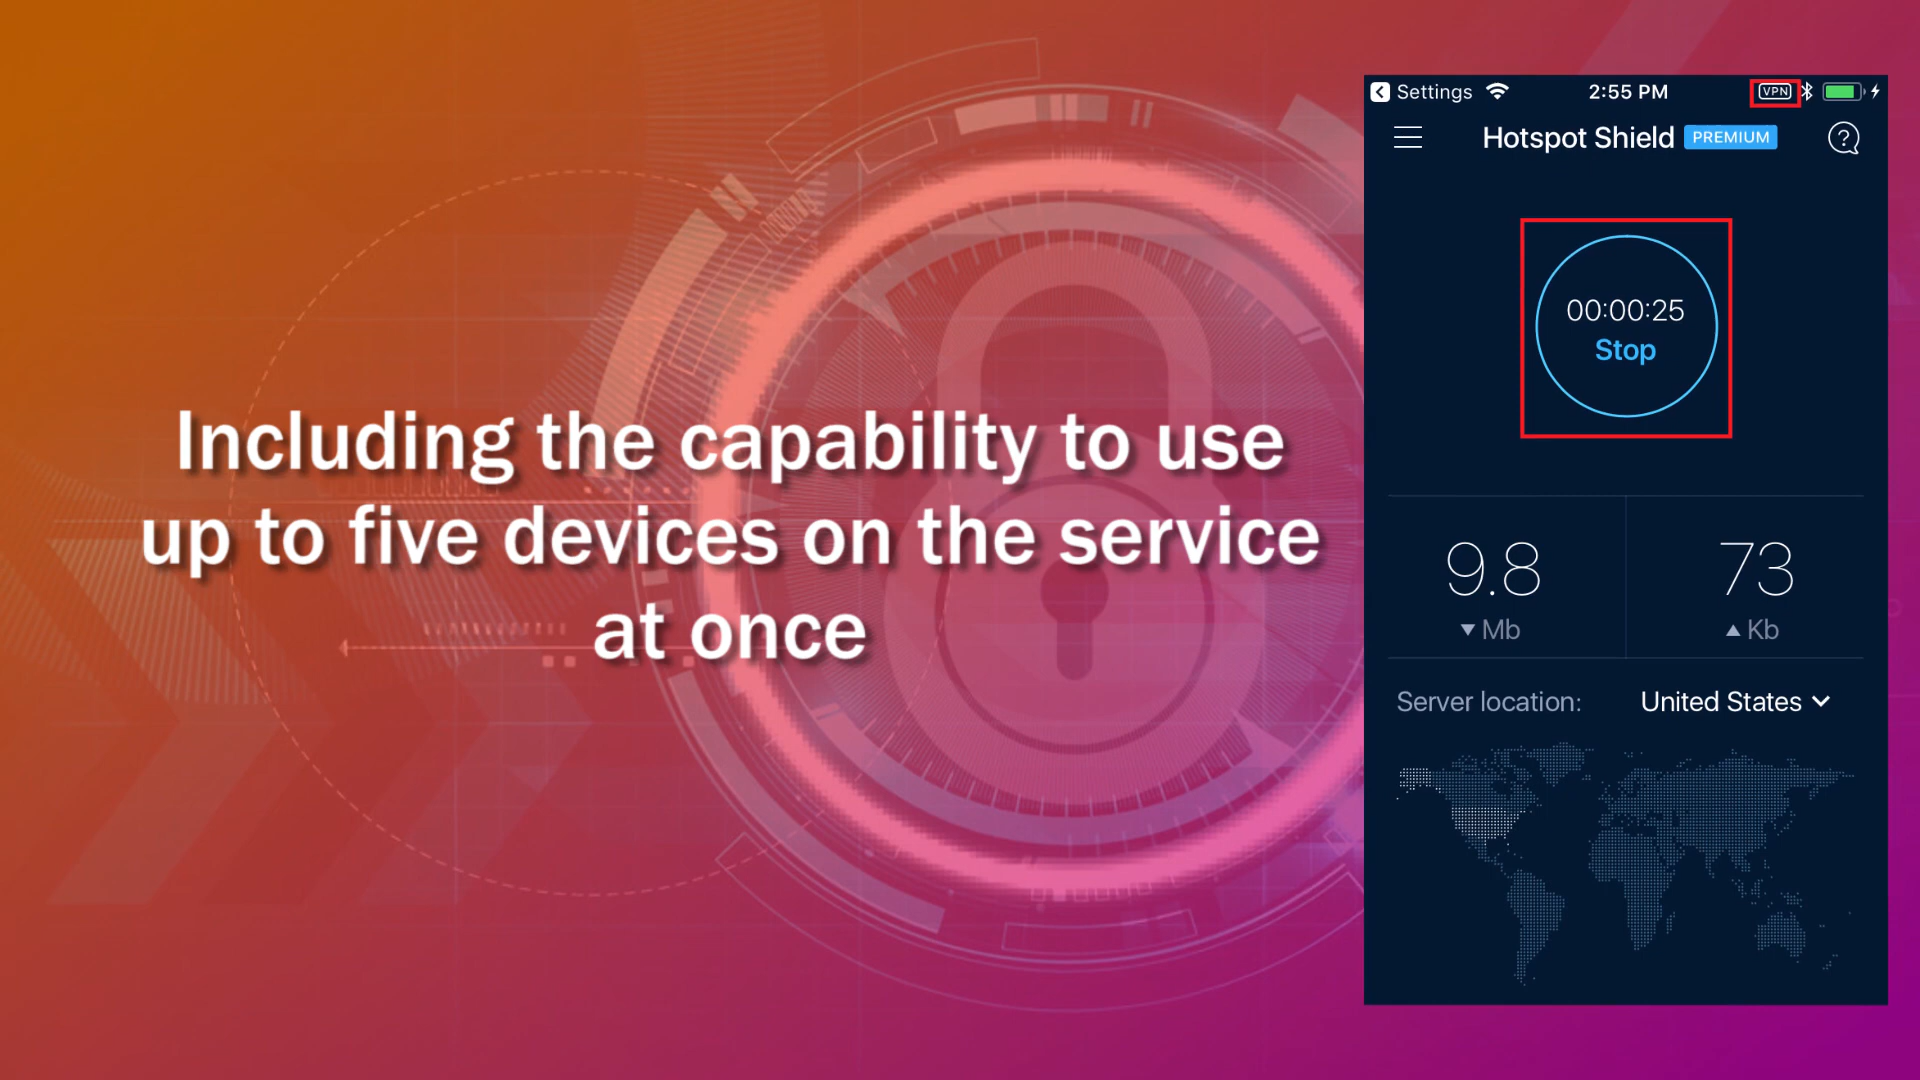 Including the capability to use
up to five devices on the service
at once
Settings 2:55 PM VPN
Hotspot Shield PREMIUM ?
00:00:25
Stop
9.8 73
▼ Mb ▲ Kb
Server location: United States